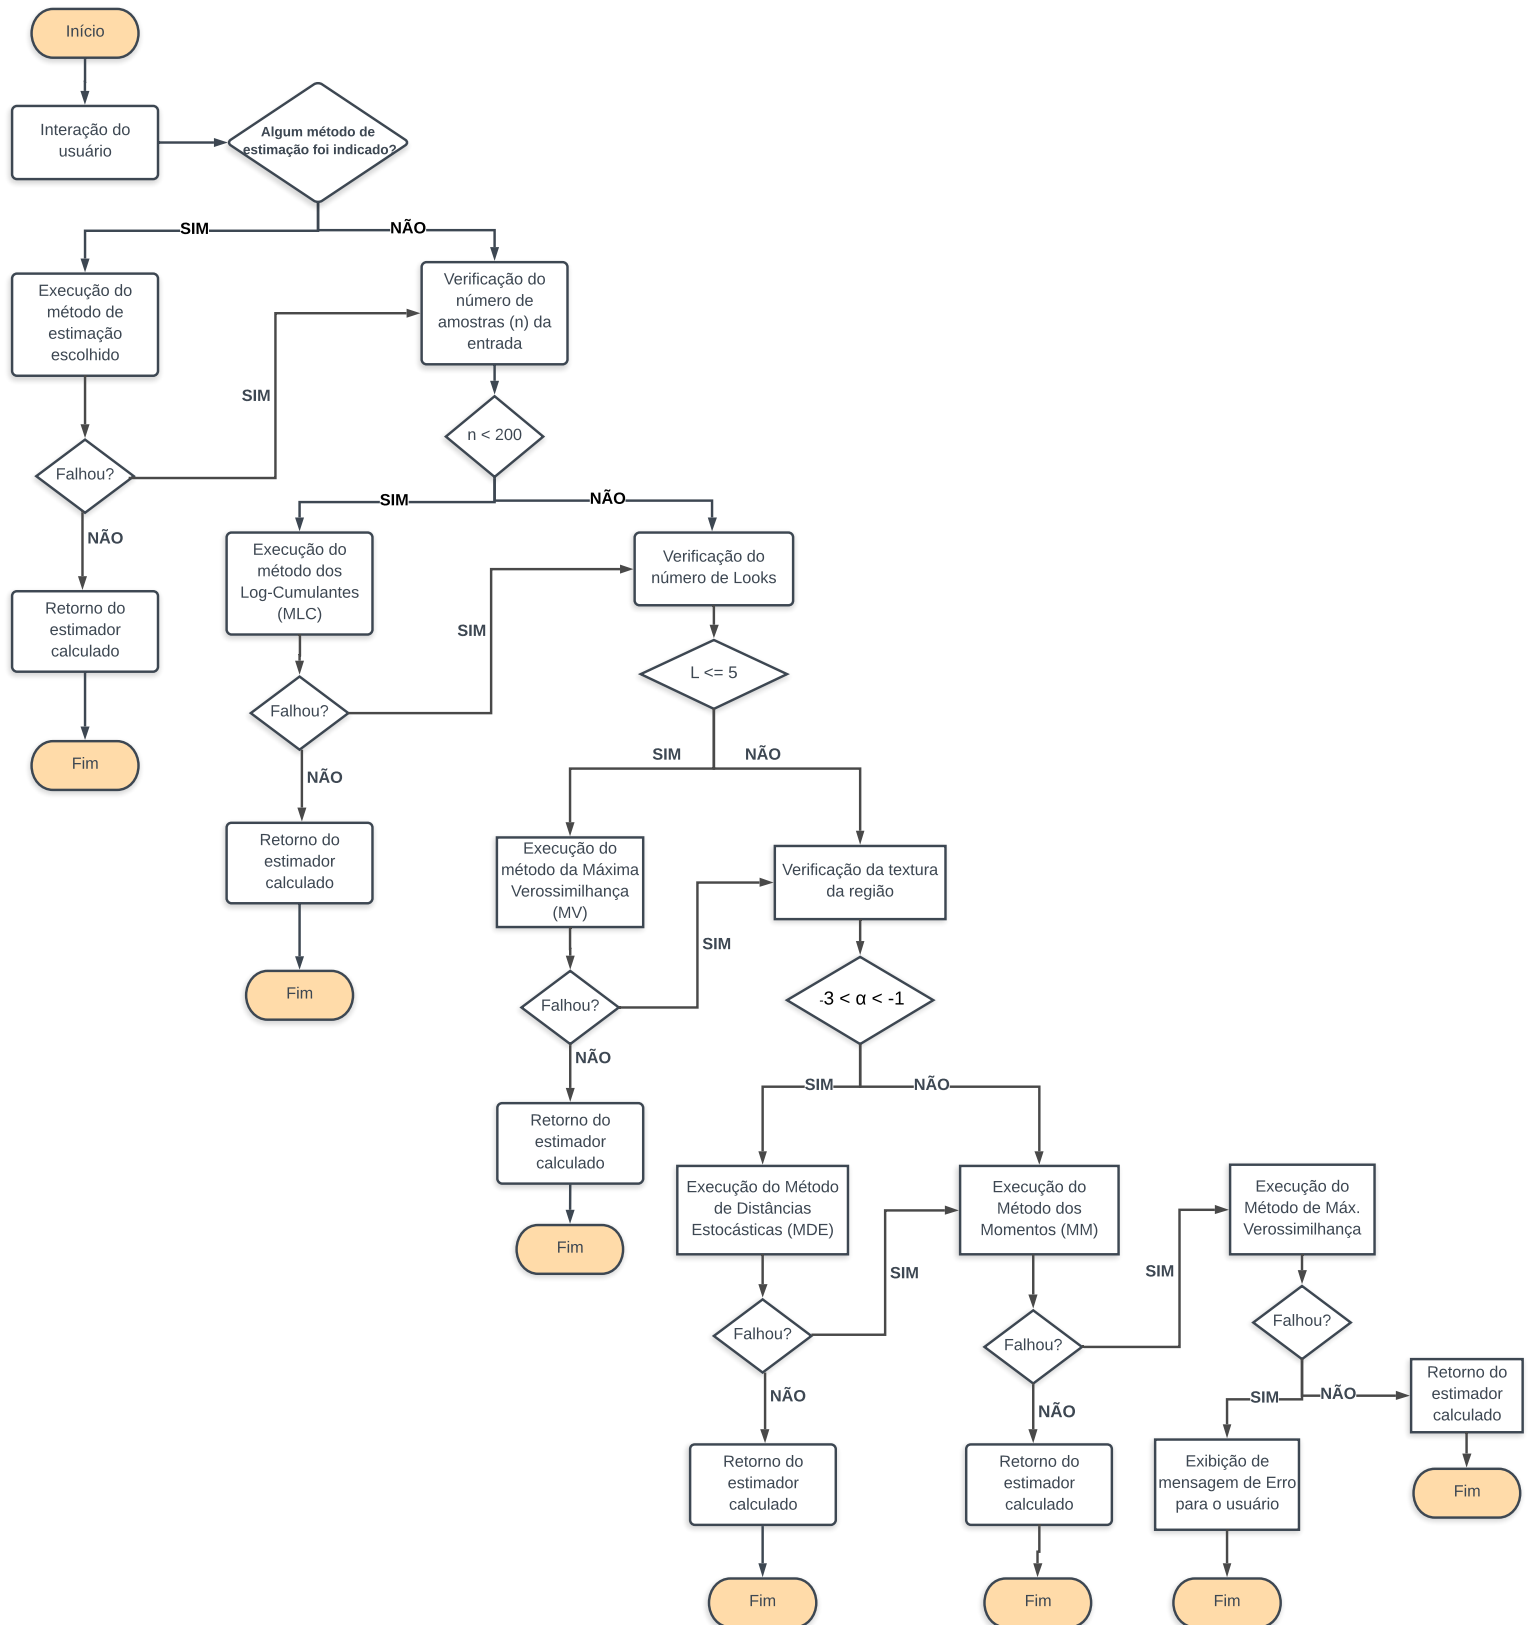 Início
Interação do
usuário
Algum método de
estimação foi indicado?
SIM
NÃO
Execução do
método de
estimação
escolhido
Verificação do
número de
amostras (n) da
entrada
SIM
n < 200
Falhou?
NÃO
SIM
NÃO
Retorno do
estimador
calculado
Fim
Execução do
método dos
Log-Cumulantes
(MLC)
Verificação do
número de Looks
SIM
L <= 5
Falhou?
NÃO
SIM
NÃO
Retorno do
estimador
calculado
Fim
Execução do
método da Máxima
Verossimilhança
(MV)
Verificação da textura
da região
SIM
-3 < α < -1
Falhou?
NÃO
SIM
NÃO
Retorno do
estimador
calculado
Fim
Execução do Método
de Distâncias
Estocásticas (MDE)
Execução do
Método dos
Momentos (MM)
Execução do
Método de Máx.
Verossimilhança
SIM
SIM
Falhou?
Falhou?
Falhou?
NÃO
NÃO
SIM
NÃO
Retorno do
estimador
calculado
Retorno do
estimador
calculado
Retorno do
estimador
calculado
Exibição de
mensagem de Erro
para o usuário
Fim
Fim
Fim
Fim